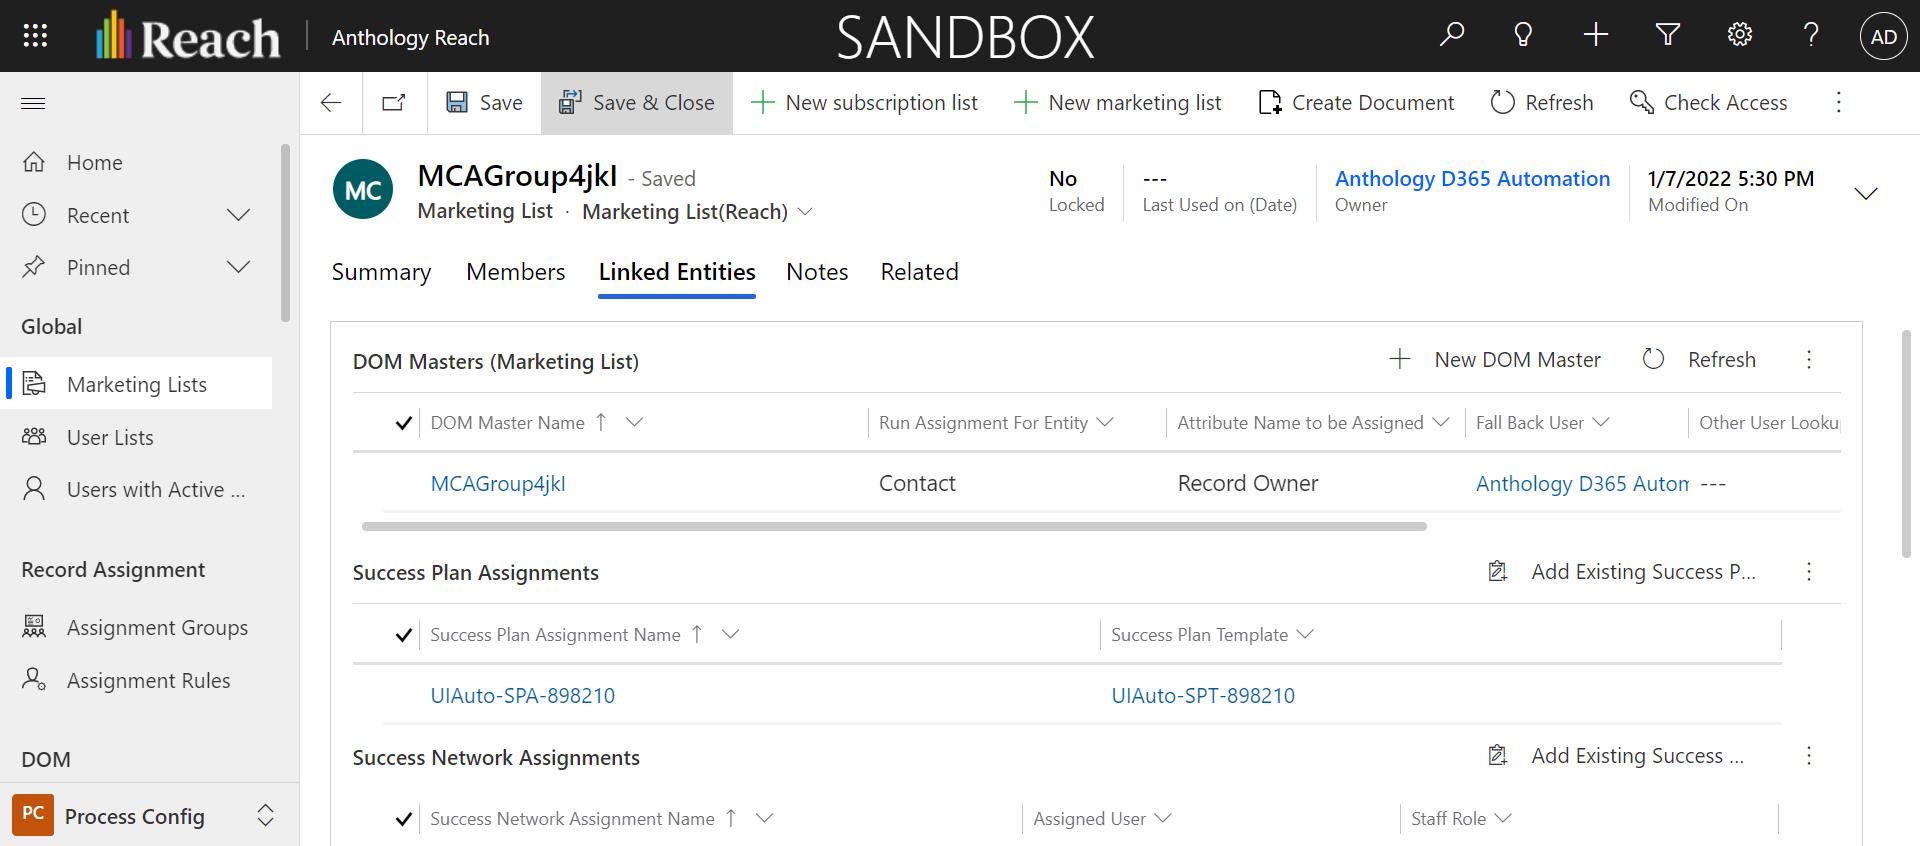 Reach
Anthology Reach
SANDBOX
AD
Save
Save & Close
New subscription list
New marketing list
Create Document
Refresh
Check Access
Home
Recent
Pinned
Global
Marketing Lists
User Lists
Users with Active ...
Record Assignment
Assignment Groups
Assignment Rules
DOM
PC
Process Config
MC
MCAGroup4jkI - Saved
Marketing List · Marketing List(Reach)
No
Locked
---
Last Used on (Date)
Anthology D365 Automation
Owner
1/7/2022 5:30 PM
Modified On
Summary
Members
Linked Entities
Notes
Related
DOM Masters (Marketing List)
New DOM Master
Refresh
DOM Master Name
Run Assignment For Entity
Attribute Name to be Assigned
Fall Back User
Other User Looku
MCAGroup4jkI
Contact
Record Owner
Anthology D365 Autom
---
Success Plan Assignments
Add Existing Success P...
Success Plan Assignment Name
Success Plan Template
UIAuto-SPA-898210
UIAuto-SPT-898210
Success Network Assignments
Add Existing Success ...
Success Network Assignment Name
Assigned User
Staff Role